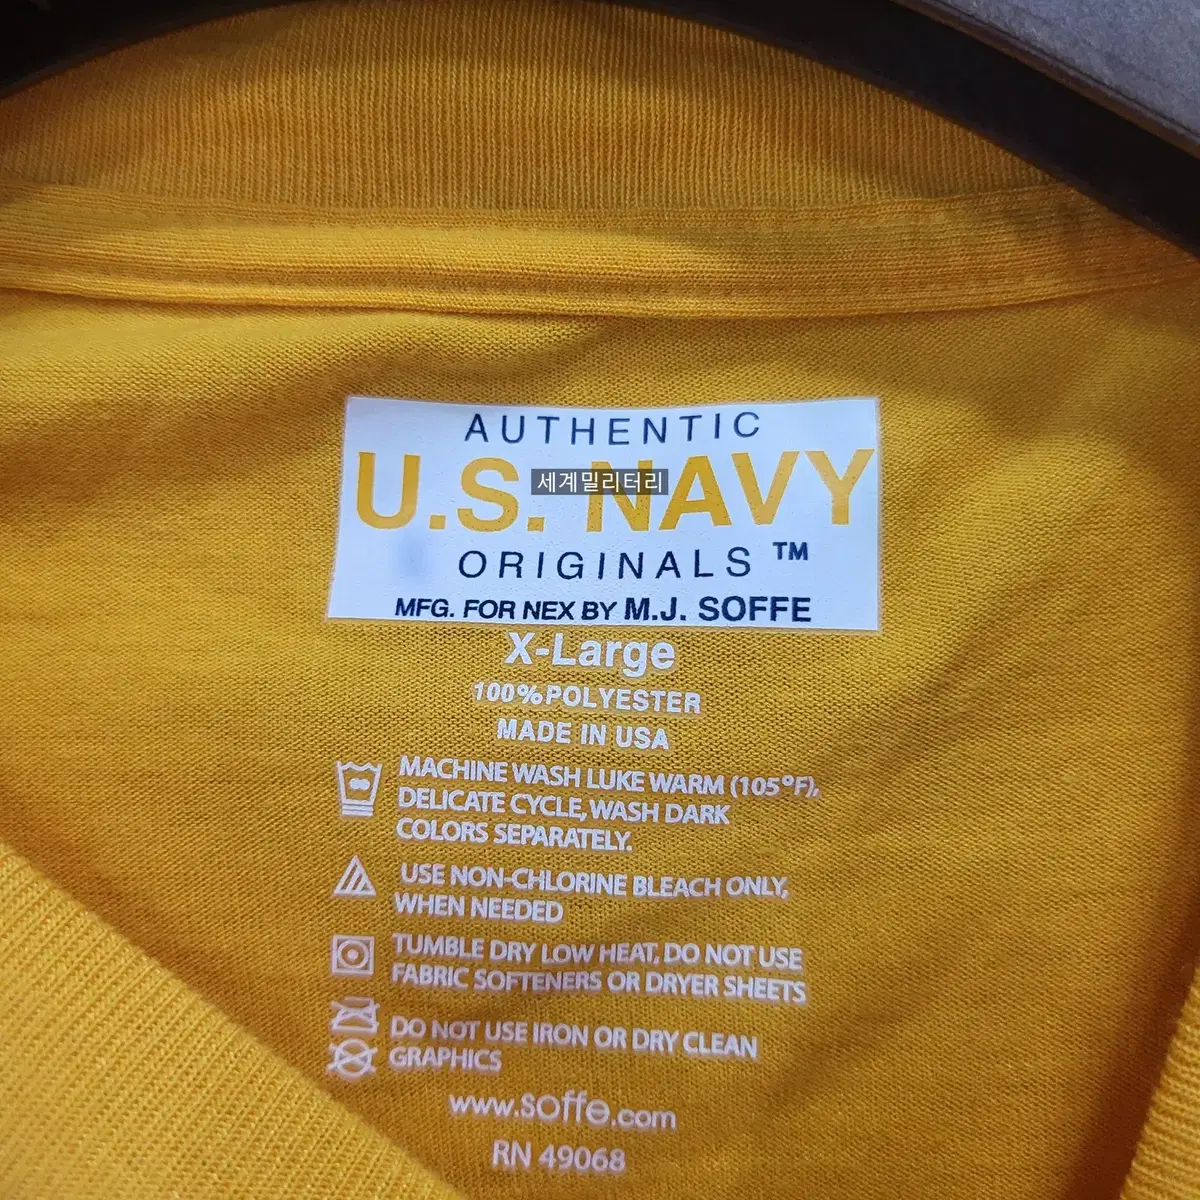 AUTHENTIC
U.S. NAVY
세계밀리터리
ORIGINALS ™
MFG. FOR NEX BY M.J. SOFFE
X-Large
100%POLYESTER
MADE IN USA
MACHINE WASH LUKE WARM (105°F),
DELICATE CYCLE, WASH DARK
COLORS SEPARATELY.
USE NON-CHLORINE BLEACH ONLY,
WHEN NEEDED
TUMBLE DRY LOW HEAT, DO NOT USE
FABRIC SOFTENERS OR DRYER SHEETS
DO NOT USE IRON OR DRY CLEAN
GRAPHICS
www.soffe.com
RN 49068